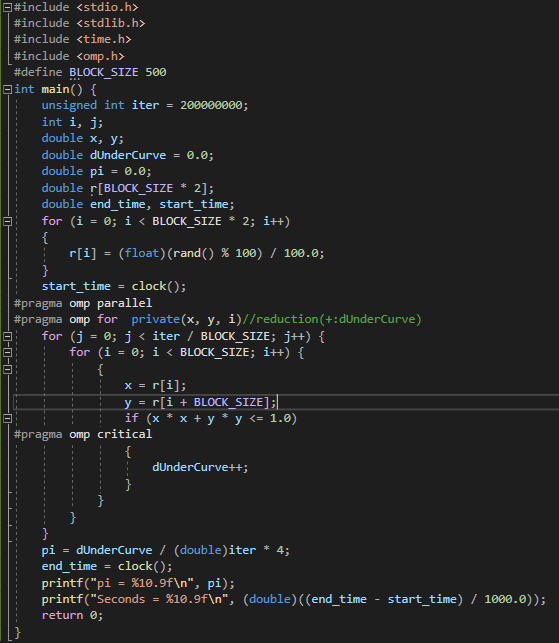 #include <stdio.h>
#include <stdlib.h>
#include <time.h>
#include <omp.h>
#define BLOCK_SIZE 500
int main() {
    unsigned int iter = 200000000;
    int i, j;
    double x, y;
    double dUnderCurve = 0.0;
    double pi = 0.0;
    double r[BLOCK_SIZE * 2];
    double end_time, start_time;
    for (i = 0; i < BLOCK_SIZE * 2; i++)
    {
        r[i] = (float)(rand() % 100) / 100.0;
    }
    start_time = clock();
#pragma omp parallel
#pragma omp for  private(x, y, i)//reduction(+:dUnderCurve)
    for (j = 0; j < iter / BLOCK_SIZE; j++) {
        for (i = 0; i < BLOCK_SIZE; i++) {
            {
                x = r[i];
                y = r[i + BLOCK_SIZE];
                if (x * x + y * y <= 1.0)
#pragma omp critical
                {
                    dUnderCurve++;
                }
            }
        }
    }
    pi = dUnderCurve / (double)iter * 4;
    end_time = clock();
    printf("pi = %10.9f\n", pi);
    printf("Seconds = %10.9f\n", (double)((end_time - start_time) / 1000.0));
    return 0;
}